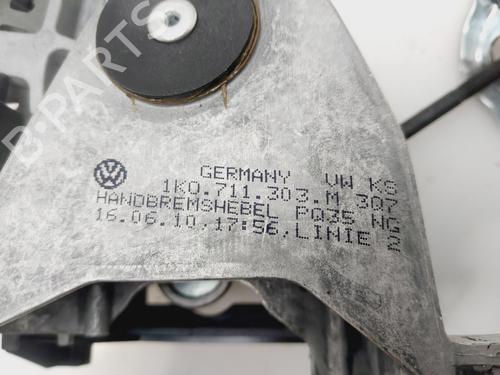 B-PARTS
GERMANY VW KS
1K0.711.303.M 307
HANDBREMSHEBEL PQ35 NG
16.06.10,17:56,LINIE 2